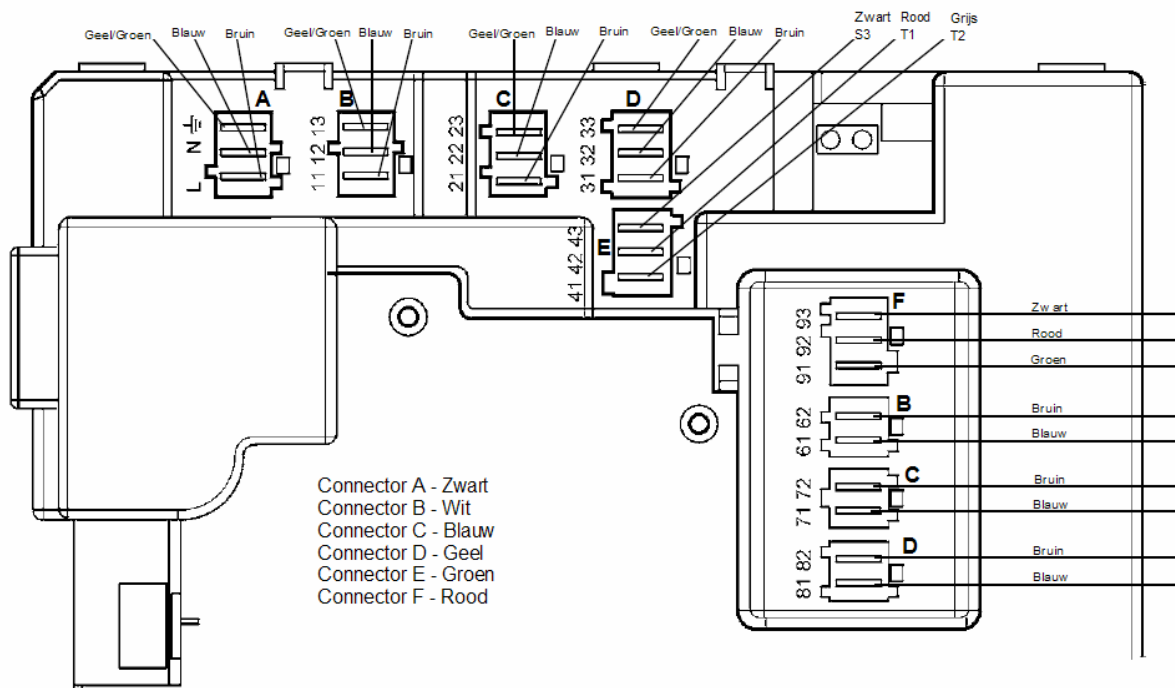 Zwart Rood Grijs
S3 T1 T2
Geel/Groen Blauw Bruin Geel/Groen Blauw Bruin Geel/Groen Blauw Bruin Geel/Groen Blauw Bruin
A B C D
L N
11 12 13
21 22 23
31 32 33
E
41 42 43
F
91 92 93
Zwart
Rood
Groen
B
61 62
Bruin
Blauw
C
71 72
Bruin
Blauw
D
81 82
Bruin
Blauw
Connector A - Zwart
Connector B - Wit
Connector C - Blauw
Connector D - Geel
Connector E - Groen
Connector F - Rood